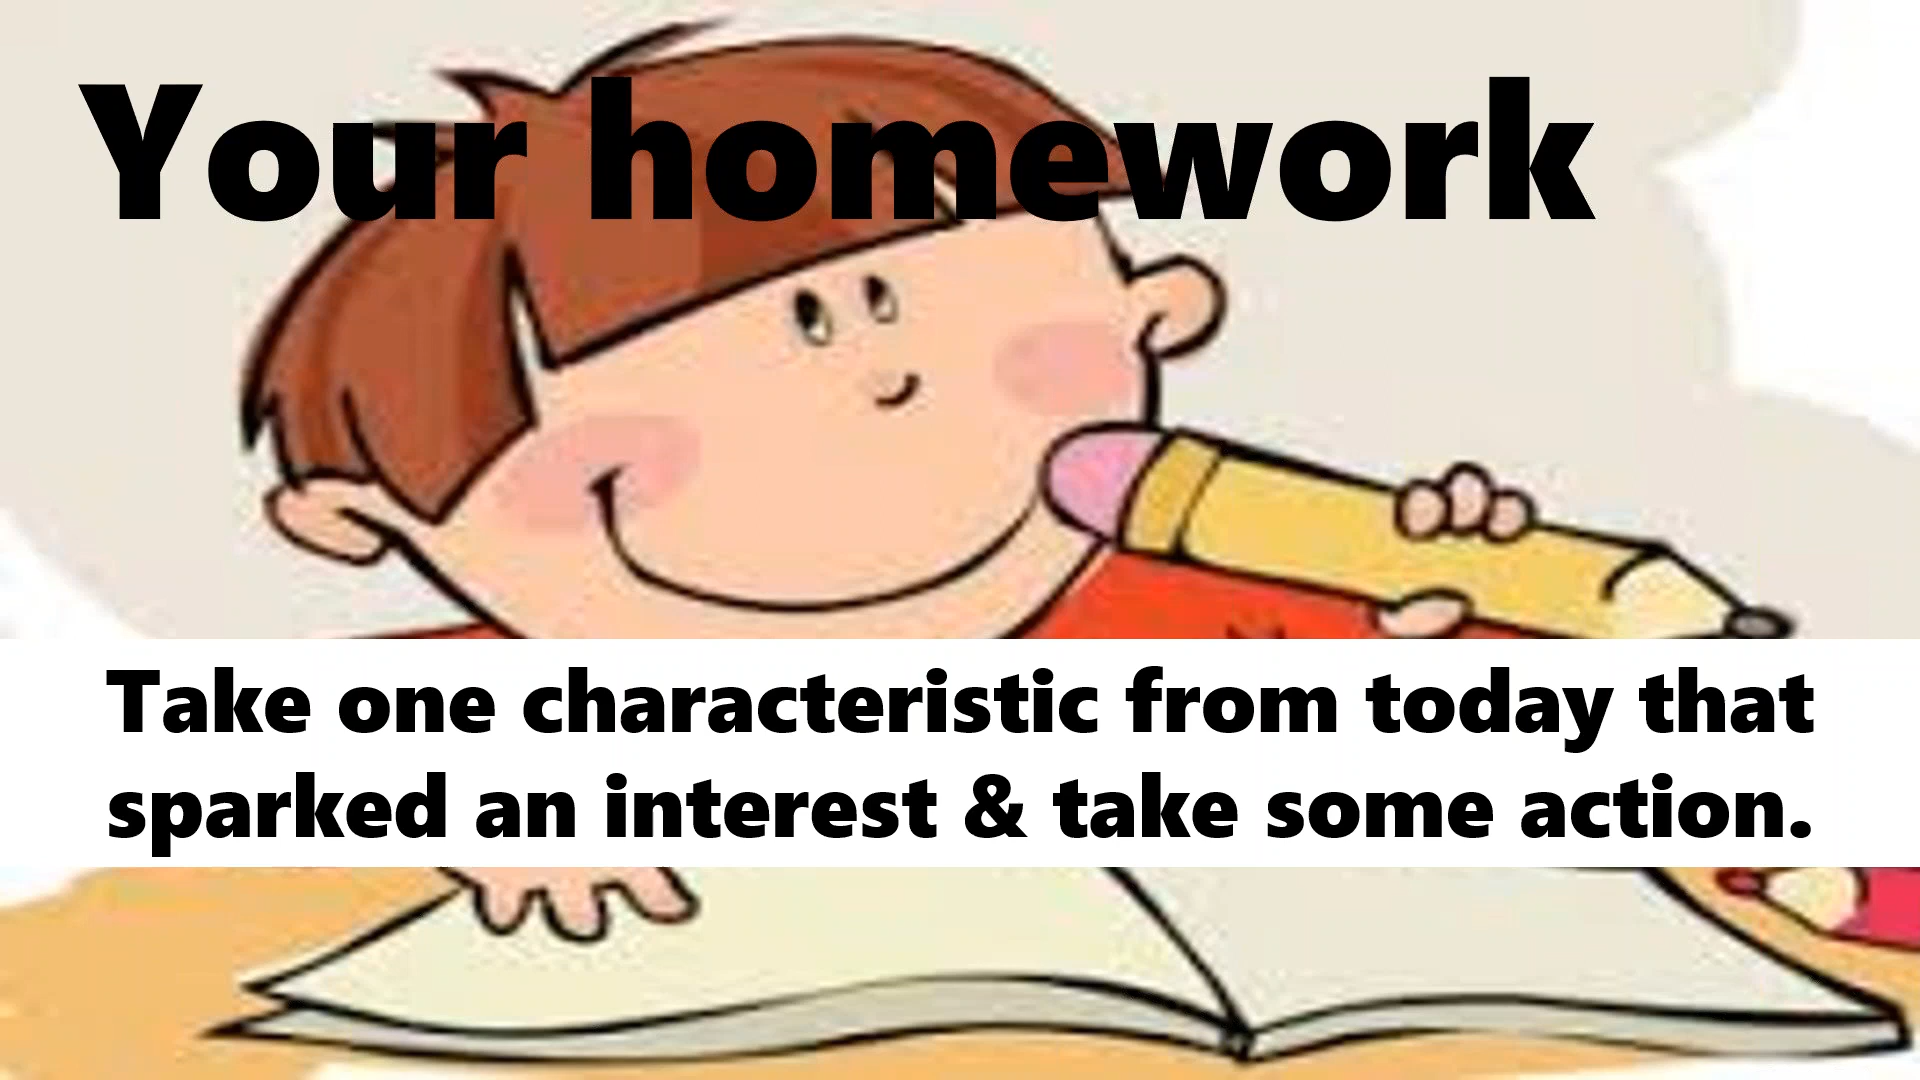 Your homework
Take one characteristic from today that
sparked an interest & take some action.